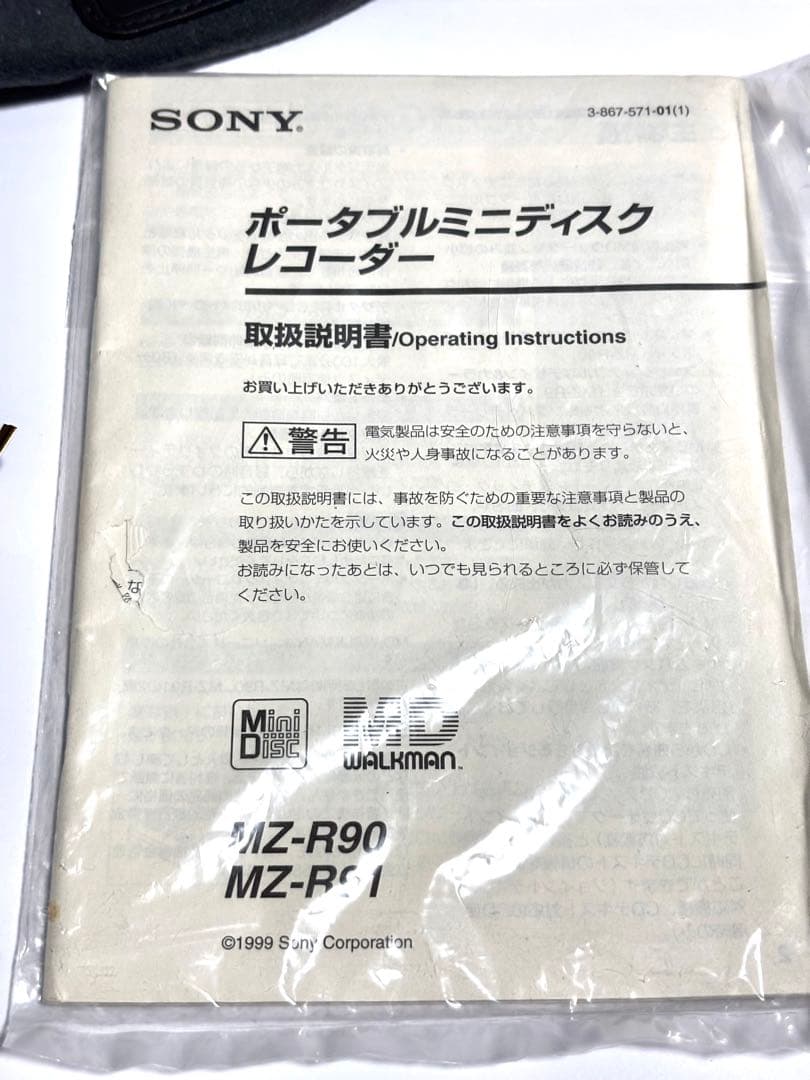 SONY®
3-867-571-01(1)
ポータブルミニディスク
レコーダー
取扱説明書/Operating Instructions
お買い上げいただきありがとうございます。
警告
電気製品は安全のための注意事項を守らないと、
火災や人身事故になることがあります。
この取扱説明書には、事故を防ぐための重要な注意事項と製品の
取り扱いかたを示しています。この取扱説明書をよくお読みのうえ、
製品を安全にお使いください。
お読みになったあとは、いつでも見られるところに必ず保管して
ください。
な
Mini
Disc
MD
WALKMAN™
MZ-R90
MZ-R91
©1999 Sony Corporation